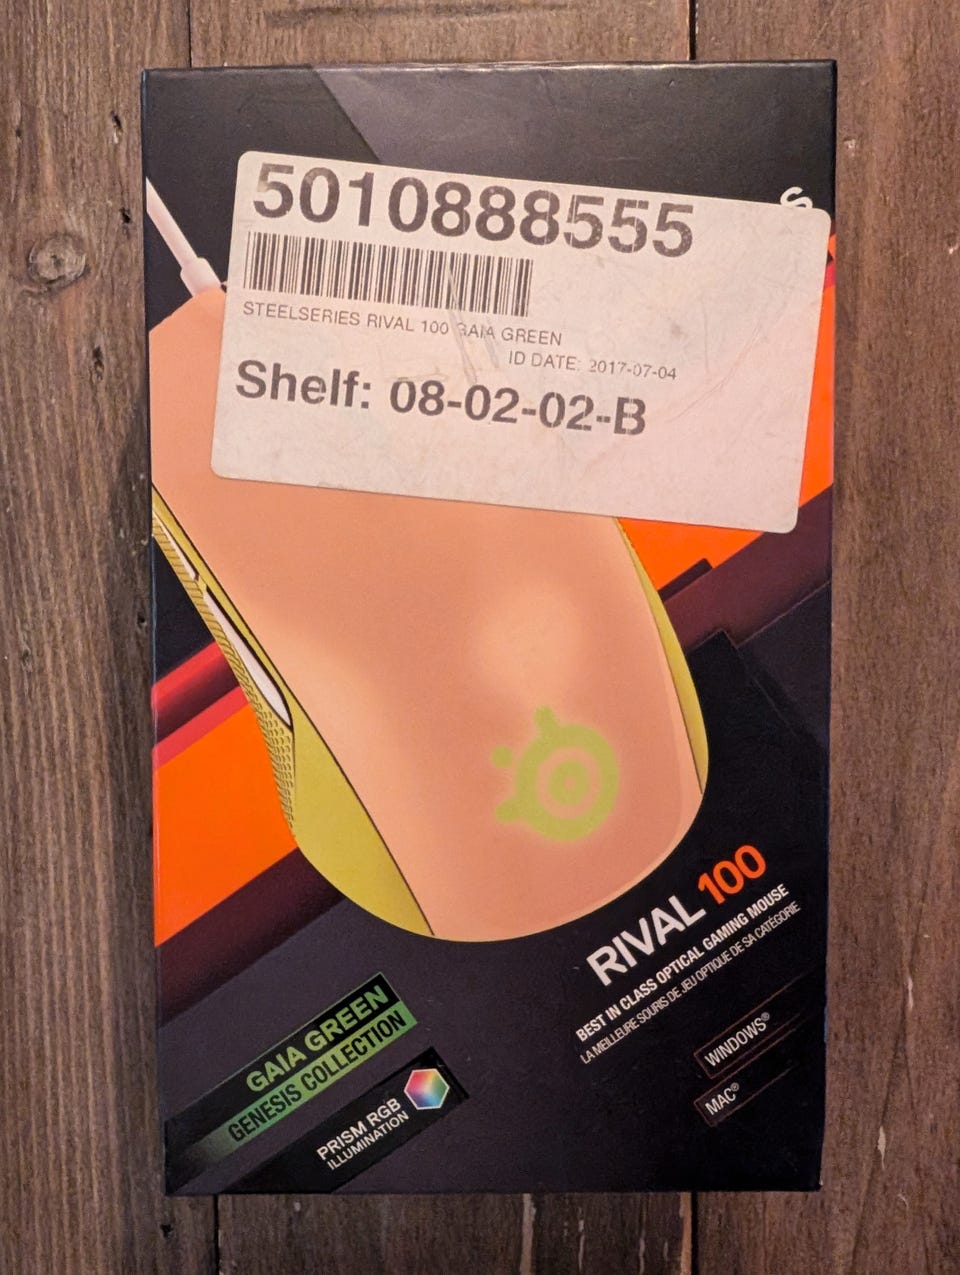 S
5010888555
STEELSERIES RIVAL 100 GAIA GREEN
ID DATE: 2017-07-04
Shelf: 08-02-02-B
RIVAL 100
BEST IN CLASS OPTICAL GAMING MOUSE
LA MEILLEURE SOURIS DE JEU OPTIQUE DE SA CATÉGORIE
WINDOWS®
MAC®
GAIA GREEN
GENESIS COLLECTION
PRISM RGB
ILLUMINATION